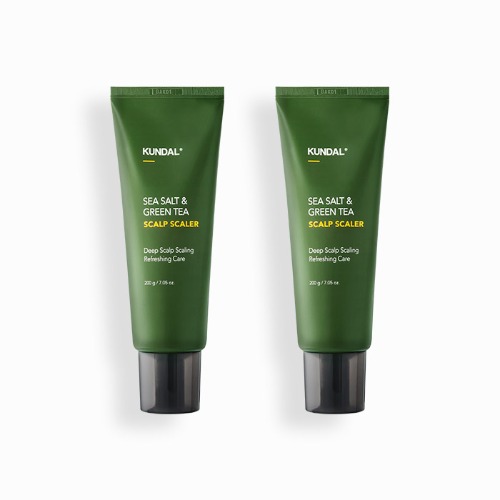 KUNDAL®
SEA SALT &
GREEN TEA
SCALP SCALER
Deep Scalp Scaling
Refreshing Care
200 g / 7.05 oz
KUNDAL®
SEA SALT &
GREEN TEA
SCALP SCALER
Deep Scalp Scaling
Refreshing Care
200 g / 7.05 oz